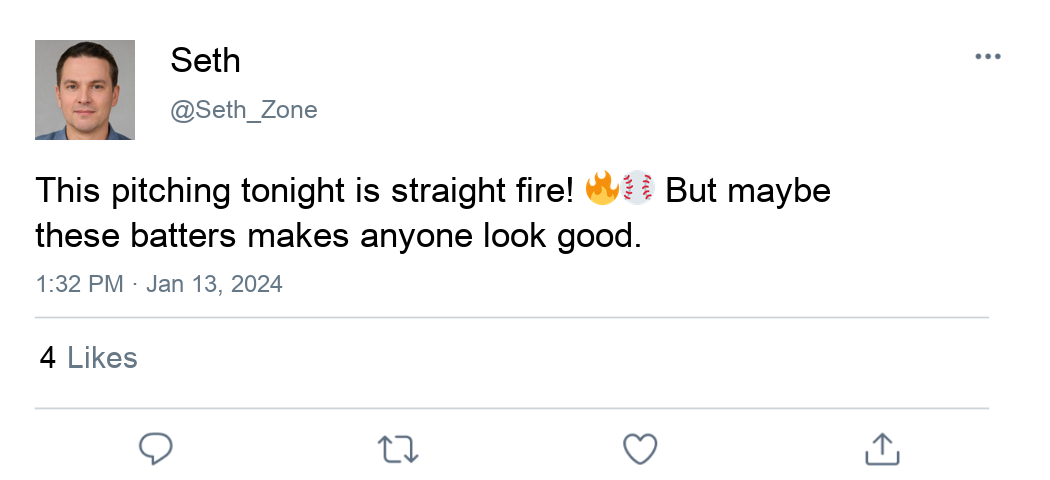 Seth
@Seth_Zone
This pitching tonight is straight fire! 🔥⚾ But maybe
these batters makes anyone look good.
1:32 PM · Jan 13, 2024
4 Likes